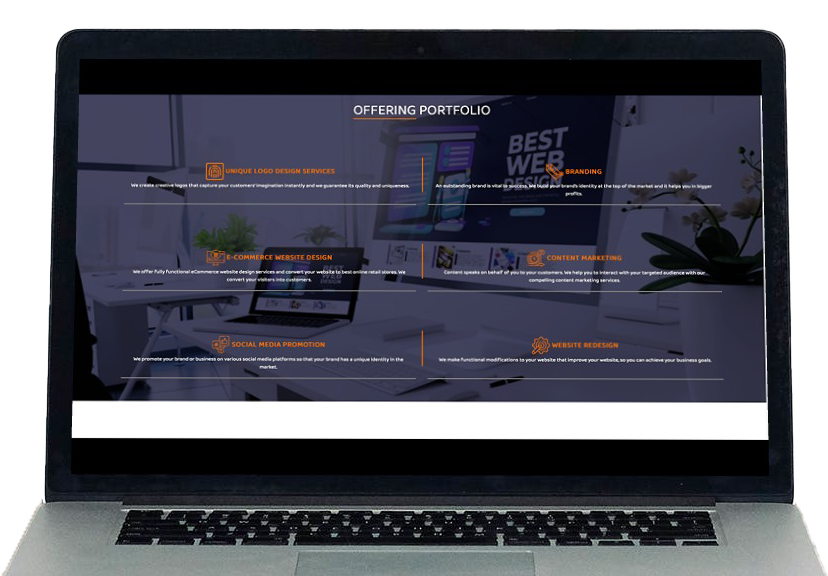 OFFERING PORTFOLIO
BEST
WEB
DESIGN
UNIQUE LOGO DESIGN SERVICES
We create creative logos that capture your customers' imagination instantly and we guarantee its quality and uniqueness.
BRANDING
An outstanding brand is vital to success. We build your brand's identity at the top of the market and it helps you in bigger
profits.
E-COMMERCE WEBSITE DESIGN
We offer fully functional eCommerce website design services and convert your website to best online retail stores. We
convert your visitors into customers.
CONTENT MARKETING
Content speaks on behalf of you to your customers. We help you to interact with your targeted audience with our
compelling content marketing services.
SOCIAL MEDIA PROMOTION
We promote your brand or business on various social media platforms so that your brand has a unique identity in the
market.
WEBSITE REDESIGN
We make functional modifications to your website that improve your website, so you can achieve your business goals.